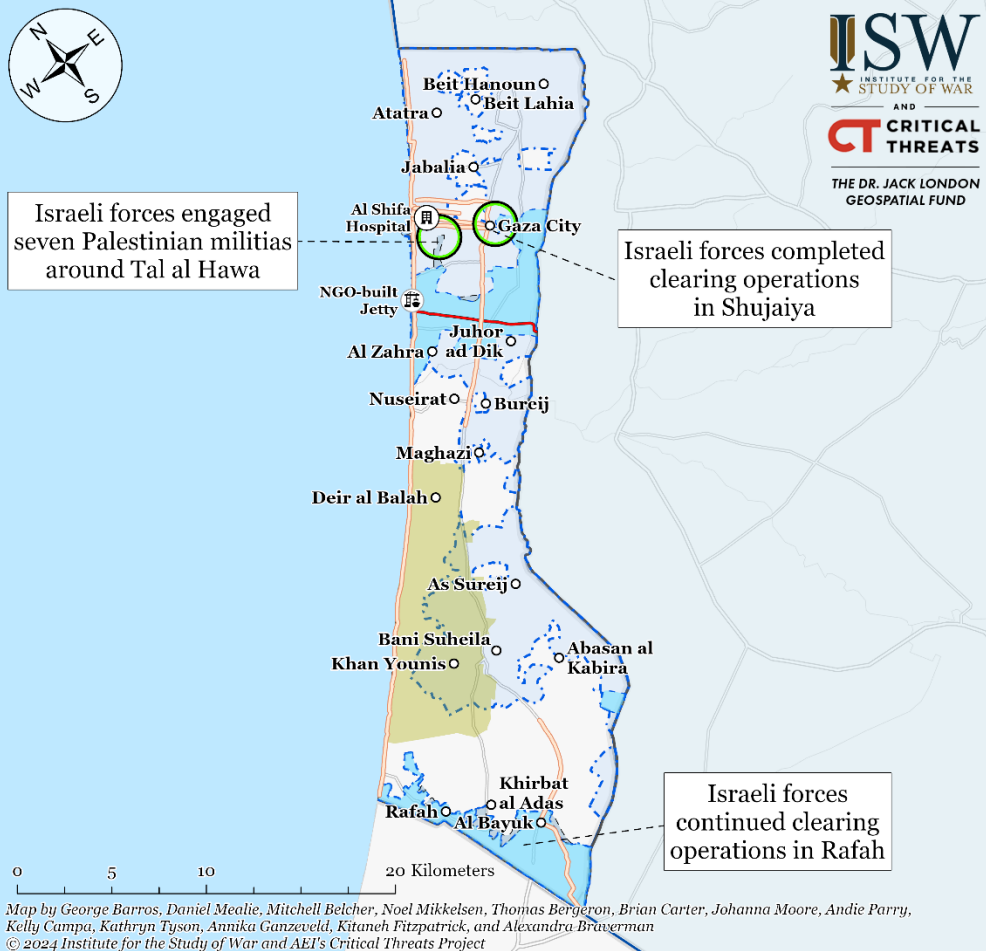 N
E
W
S
ISW
INSTITUTE FOR THE
STUDY OF WAR
AND
CT CRITICAL
THREATS
THE DR. JACK LONDON
GEOSPATIAL FUND
Beit Hanoun
Beit Lahia
Atatra
Jabalia
Israeli forces engaged
seven Palestinian militias
around Tal al Hawa
Al Shifa
Hospital
Gaza City
Israeli forces completed
clearing operations
in Shujaiya
NGO-built
Jetty
Juhor
ad Dik
Al Zahra
Nuseirat
Bureij
Maghazi
Deir al Balah
As Sureij
Bani Suheila
Abasan al
Kabira
Khan Younis
Khirbat
al Adas
Rafah
Al Bayuk
Israeli forces
continued clearing
operations in Rafah
0 5 10 20 Kilometers
Map by George Barros, Daniel Mealie, Mitchell Belcher, Noel Mikkelsen, Thomas Bergeron, Brian Carter, Johanna Moore, Andie Parry,
Kelly Campa, Kathryn Tyson, Annika Ganzeveld, Kitaneh Fitzpatrick, and Alexandra Braverman
© 2024 Institute for the Study of War and AEI's Critical Threats Project